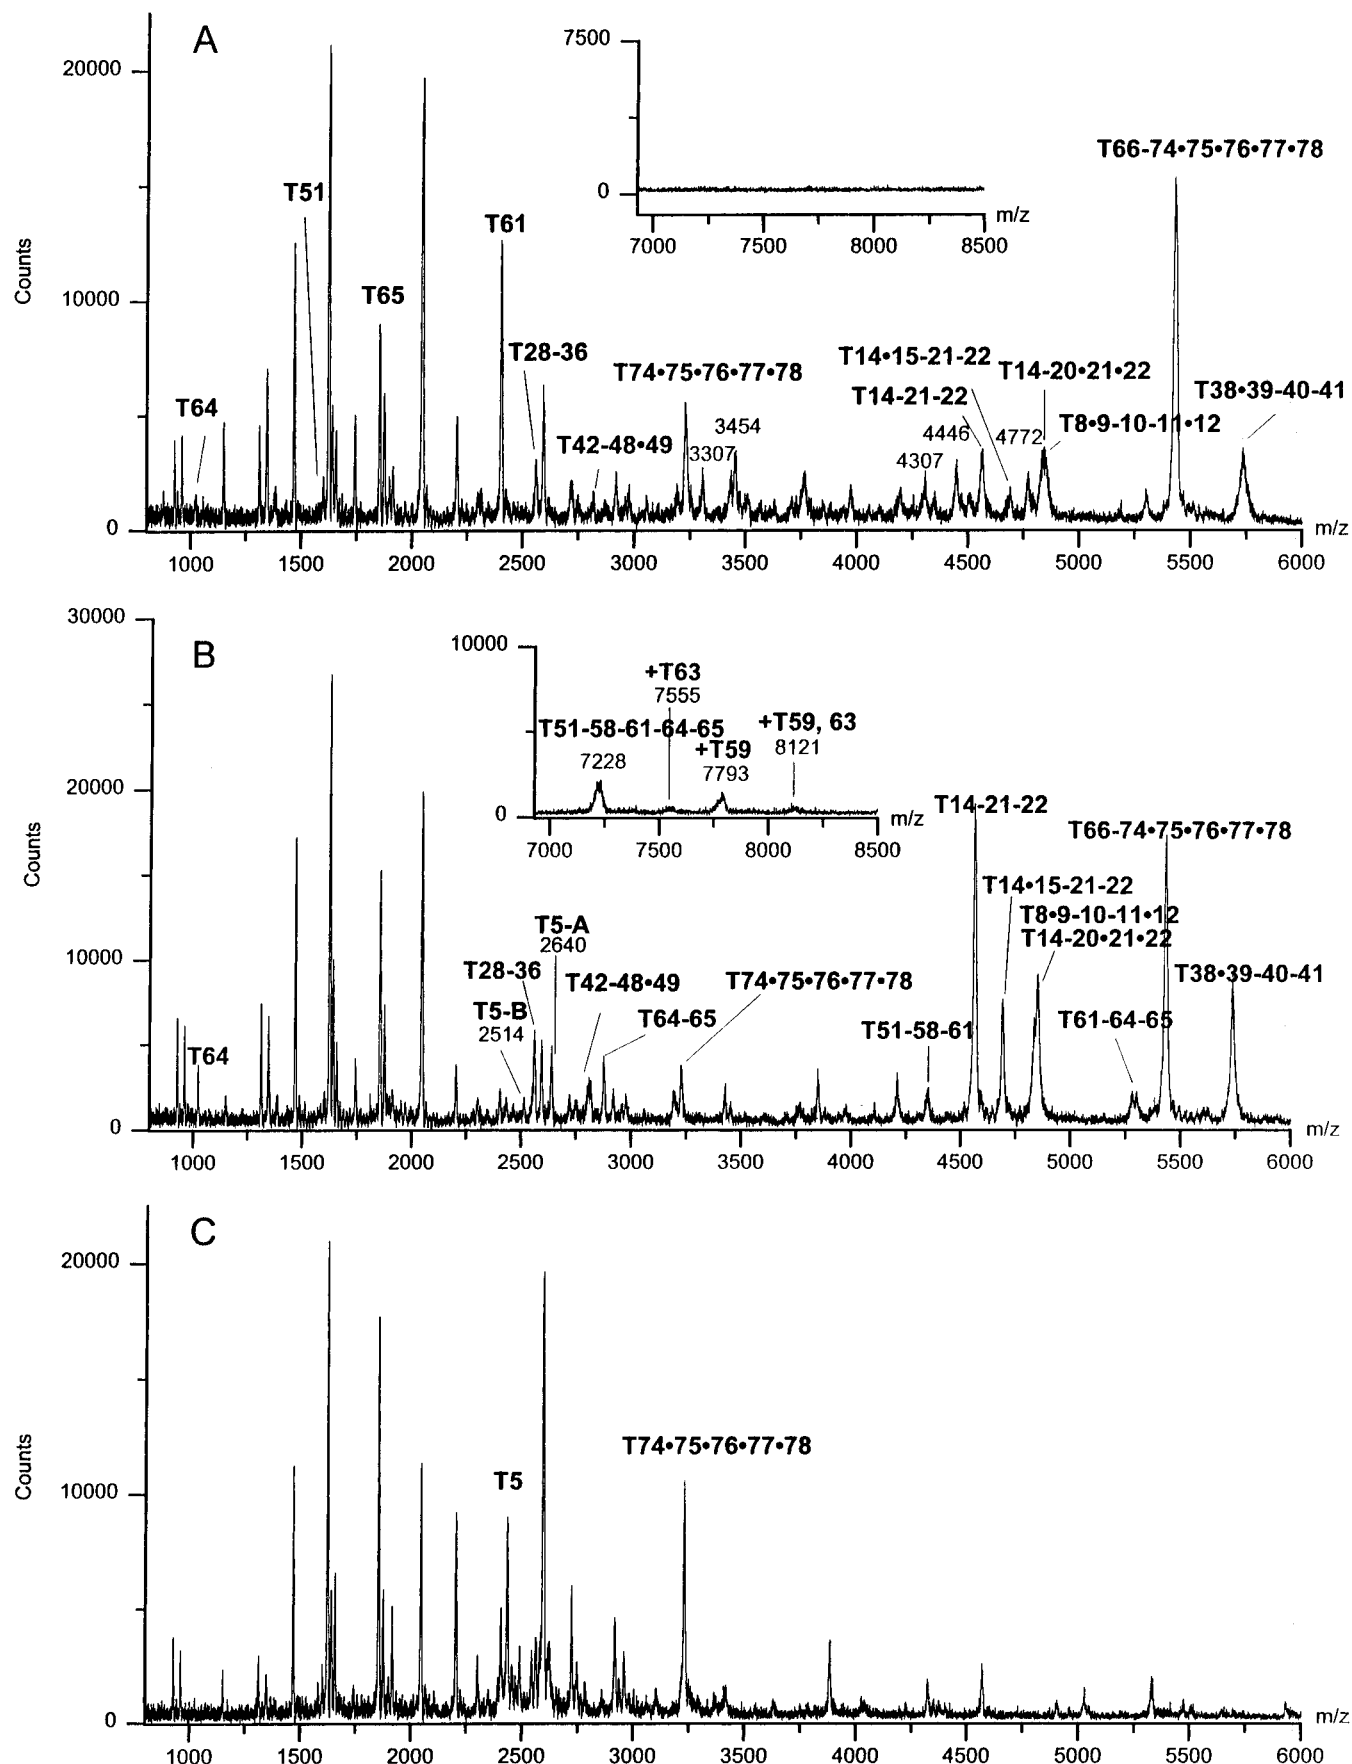 A
7500
20000
T66-74•75•76•77•78
T51
0
m/z
T61
7000 7500 8000 8500
Counts
10000
T65
T28-36
T14•15-21-22
T74•75•76•77•78
T14-20•21•22
T14-21-22
T38•39-40-41
T64
T8•9-10-11•12
3454
4446
T42-48•49
4772
3307
4307
0
m/z
1000 1500 2000 2500 3000 3500 4000 4500 5000 5500 6000
30000
B
10000
+T63
7555
T51-58-61-64-65
+T59, 63
+T59
8121
7228
7793
20000
0
m/z
T14-21-22
T66-74•75•76•77•78
7000 7500 8000 8500
Counts
T14•15-21-22
T8•9-10-11•12
T5-A
T14-20•21•22
2640
10000
T28-36
T42-48•49
T74•75•76•77•78
T38•39-40-41
T5-B
T64-65
T51-58-61
T61-64-65
2514
T64
0
m/z
1000 1500 2000 2500 3000 3500 4000 4500 5000 5500 6000
C
20000
T74•75•76•77•78
Counts
T5
10000
0
m/z
1000 1500 2000 2500 3000 3500 4000 4500 5000 5500 6000